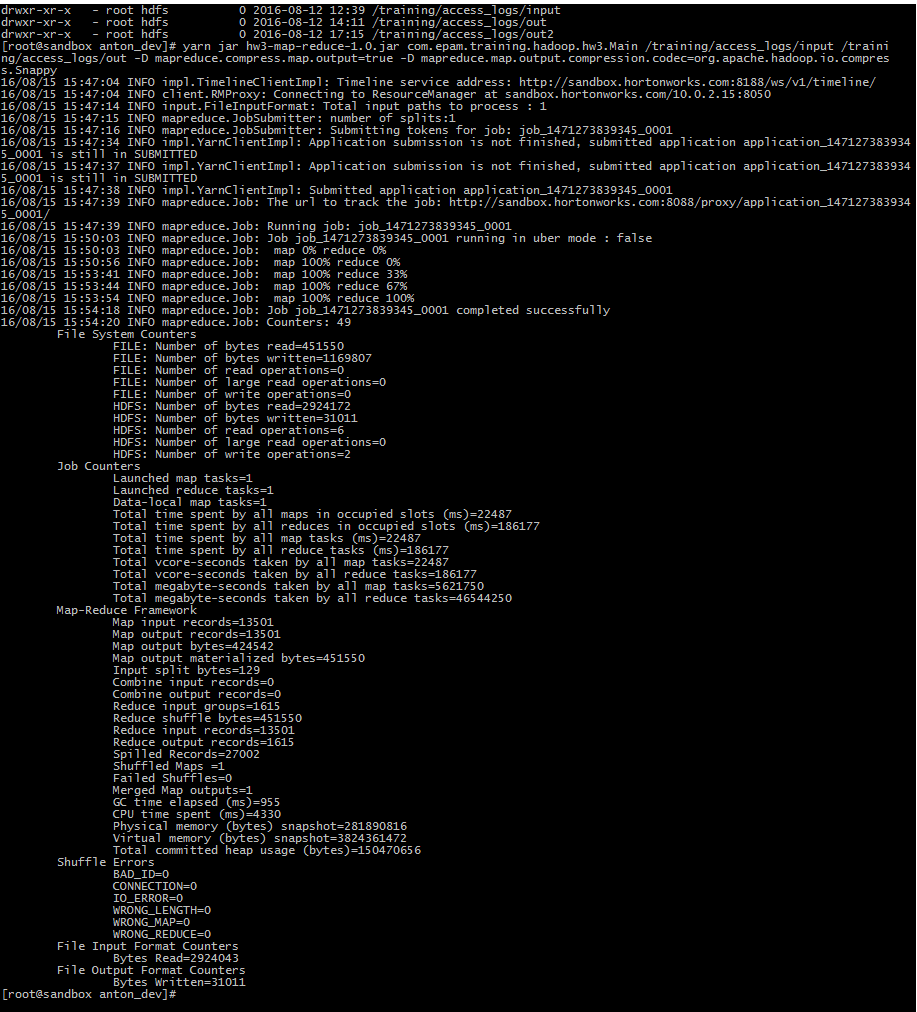 drwxr-xr-x   - root hdfs          0 2016-08-12 12:39 /training/access_logs/input
drwxr-xr-x   - root hdfs          0 2016-08-12 14:11 /training/access_logs/out
drwxr-xr-x   - root hdfs          0 2016-08-12 17:15 /training/access_logs/out2
[root@sandbox anton_dev]# yarn jar hw3-map-reduce-1.0.jar com.epam.training.hadoop.hw3.Main /training/access_logs/input /traini
ng/access_logs/out -D mapreduce.compress.map.output=true -D mapreduce.map.output.compression.codec=org.apache.hadoop.io.compres
s.Snappy
16/08/15 15:47:04 INFO impl.TimelineClientImpl: Timeline service address: http://sandbox.hortonworks.com:8188/ws/v1/timeline/
16/08/15 15:47:04 INFO client.RMProxy: Connecting to ResourceManager at sandbox.hortonworks.com/10.0.2.15:8050
16/08/15 15:47:14 INFO input.FileInputFormat: Total input paths to process : 1
16/08/15 15:47:15 INFO mapreduce.JobSubmitter: number of splits:1
16/08/15 15:47:16 INFO mapreduce.JobSubmitter: Submitting tokens for job: job_1471273839345_0001
16/08/15 15:47:34 INFO impl.YarnClientImpl: Application submission is not finished, submitted application application_147127383934
5_0001 is still in SUBMITTED
16/08/15 15:47:37 INFO impl.YarnClientImpl: Application submission is not finished, submitted application application_147127383934
5_0001 is still in SUBMITTED
16/08/15 15:47:38 INFO impl.YarnClientImpl: Submitted application application_1471273839345_0001
16/08/15 15:47:39 INFO mapreduce.Job: The url to track the job: http://sandbox.hortonworks.com:8088/proxy/application_147127383934
5_0001/
16/08/15 15:47:39 INFO mapreduce.Job: Running job: job_1471273839345_0001
16/08/15 15:50:03 INFO mapreduce.Job: Job job_1471273839345_0001 running in uber mode : false
16/08/15 15:50:03 INFO mapreduce.Job:  map 0% reduce 0%
16/08/15 15:50:56 INFO mapreduce.Job:  map 100% reduce 0%
16/08/15 15:53:41 INFO mapreduce.Job:  map 100% reduce 33%
16/08/15 15:53:44 INFO mapreduce.Job:  map 100% reduce 67%
16/08/15 15:53:54 INFO mapreduce.Job:  map 100% reduce 100%
16/08/15 15:54:18 INFO mapreduce.Job: Job job_1471273839345_0001 completed successfully
16/08/15 15:54:20 INFO mapreduce.Job: Counters: 49
        File System Counters
                FILE: Number of bytes read=451550
                FILE: Number of bytes written=1169807
                FILE: Number of read operations=0
                FILE: Number of large read operations=0
                FILE: Number of write operations=0
                HDFS: Number of bytes read=2924172
                HDFS: Number of bytes written=31011
                HDFS: Number of read operations=6
                HDFS: Number of large read operations=0
                HDFS: Number of write operations=2
        Job Counters
                Launched map tasks=1
                Launched reduce tasks=1
                Data-local map tasks=1
                Total time spent by all maps in occupied slots (ms)=22487
                Total time spent by all reduces in occupied slots (ms)=186177
                Total time spent by all map tasks (ms)=22487
                Total time spent by all reduce tasks (ms)=186177
                Total vcore-seconds taken by all map tasks=22487
                Total vcore-seconds taken by all reduce tasks=186177
                Total megabyte-seconds taken by all map tasks=5621750
                Total megabyte-seconds taken by all reduce tasks=46544250
        Map-Reduce Framework
                Map input records=13501
                Map output records=13501
                Map output bytes=424542
                Map output materialized bytes=451550
                Input split bytes=129
                Combine input records=0
                Combine output records=0
                Reduce input groups=1615
                Reduce shuffle bytes=451550
                Reduce input records=13501
                Reduce output records=1615
                Spilled Records=27002
                Shuffled Maps =1
                Failed Shuffles=0
                Merged Map outputs=1
                GC time elapsed (ms)=955
                CPU time spent (ms)=4330
                Physical memory (bytes) snapshot=281890816
                Virtual memory (bytes) snapshot=3824361472
                Total committed heap usage (bytes)=150470656
        Shuffle Errors
                BAD_ID=0
                CONNECTION=0
                IO_ERROR=0
                WRONG_LENGTH=0
                WRONG_MAP=0
                WRONG_REDUCE=0
        File Input Format Counters
                Bytes Read=2924043
        File Output Format Counters
                Bytes Written=31011
[root@sandbox anton_dev]#